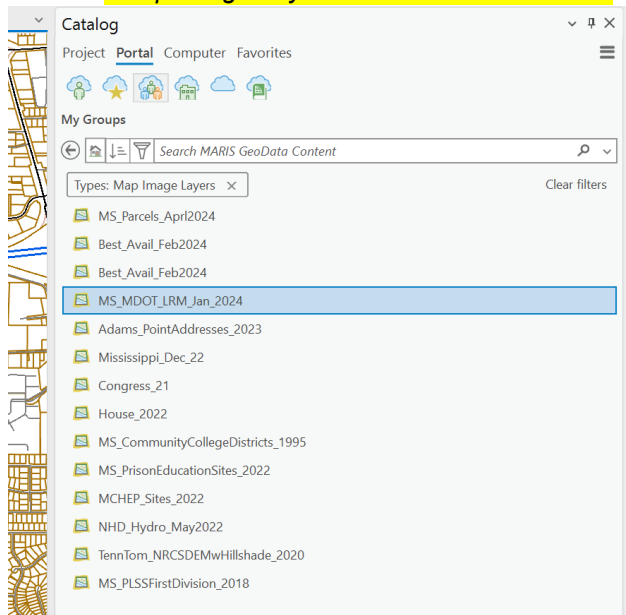 Catalog
Project Portal Computer Favorites
My Groups
Search MARIS GeoData Content
Types: Map Image Layers
Clear filters
MS_Parcels_Aprl2024
Best_Avail_Feb2024
Best_Avail_Feb2024
MS_MDOT_LRM_Jan_2024
Adams_PointAddresses_2023
Mississippi_Dec_22
Congress_21
House_2022
MS_CommunityCollegeDistricts_1995
MS_PrisonEducationSites_2022
MCHEP_Sites_2022
NHD_Hydro_May2022
TennTom_NRCSDEMwHillshade_2020
MS_PLSSFirstDivision_2018